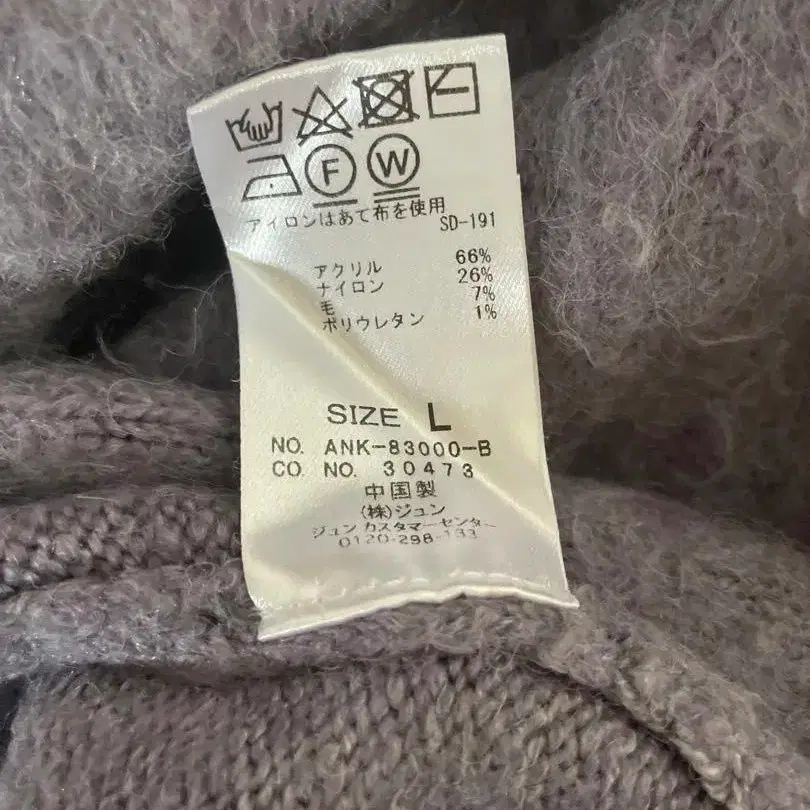 F W
アイロンはあて布を使用
SD-191
アクリル 66%
ナイロン 26%
毛 7%
ポリウレタン 1%
SIZE L
NO. ANK-83000-B
CO NO. 30473
中国製
(株)ジュン
ジュン カスタマーセンター
0120-298-133